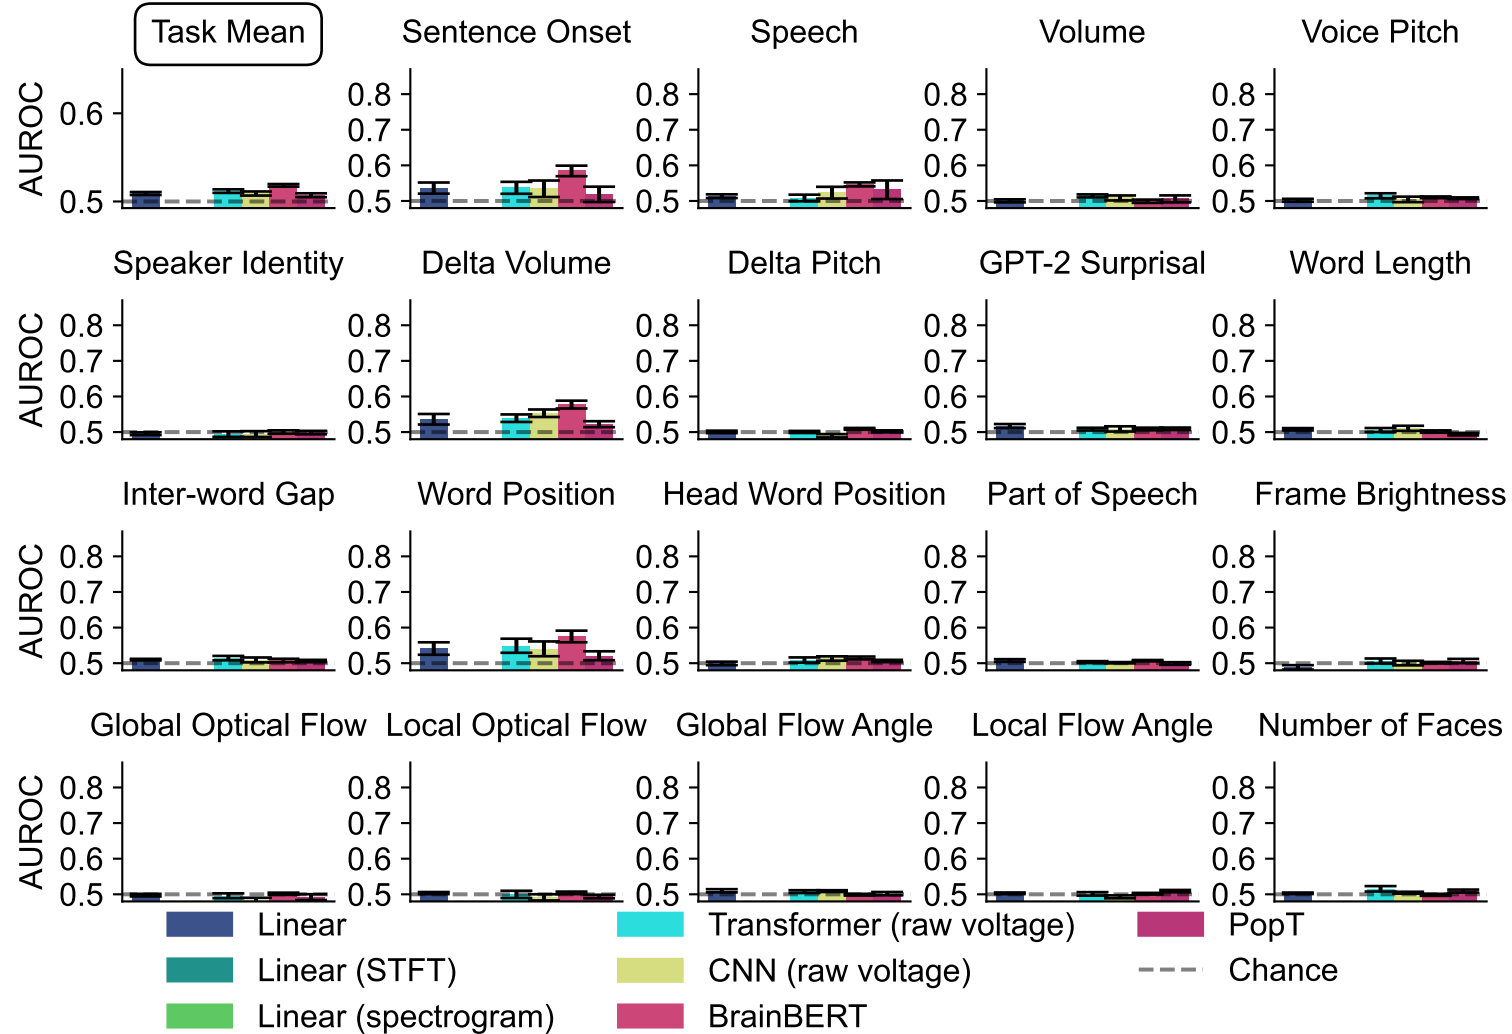 Task Mean Sentence Onset Speech Volume Voice Pitch
AUROC 0.6 0.5 0.8 0.7 0.6 0.5 0.8 0.7 0.6 0.5 0.8 0.7 0.6 0.5 0.8 0.7 0.6 0.5
Speaker Identity Delta Volume Delta Pitch GPT-2 Surprisal Word Length
AUROC 0.8 0.7 0.6 0.5 0.8 0.7 0.6 0.5 0.8 0.7 0.6 0.5 0.8 0.7 0.6 0.5 0.8 0.7 0.6 0.5
Inter-word Gap Word Position Head Word Position Part of Speech Frame Brightness
AUROC 0.8 0.7 0.6 0.5 0.8 0.7 0.6 0.5 0.8 0.7 0.6 0.5 0.8 0.7 0.6 0.5 0.8 0.7 0.6 0.5
Global Optical Flow Local Optical Flow Global Flow Angle Local Flow Angle Number of Faces
AUROC 0.8 0.7 0.6 0.5 0.8 0.7 0.6 0.5 0.8 0.7 0.6 0.5 0.8 0.7 0.6 0.5 0.8 0.7 0.6 0.5
Linear Transformer (raw voltage) PopT
Linear (STFT) CNN (raw voltage) Chance
Linear (spectrogram) BrainBERT